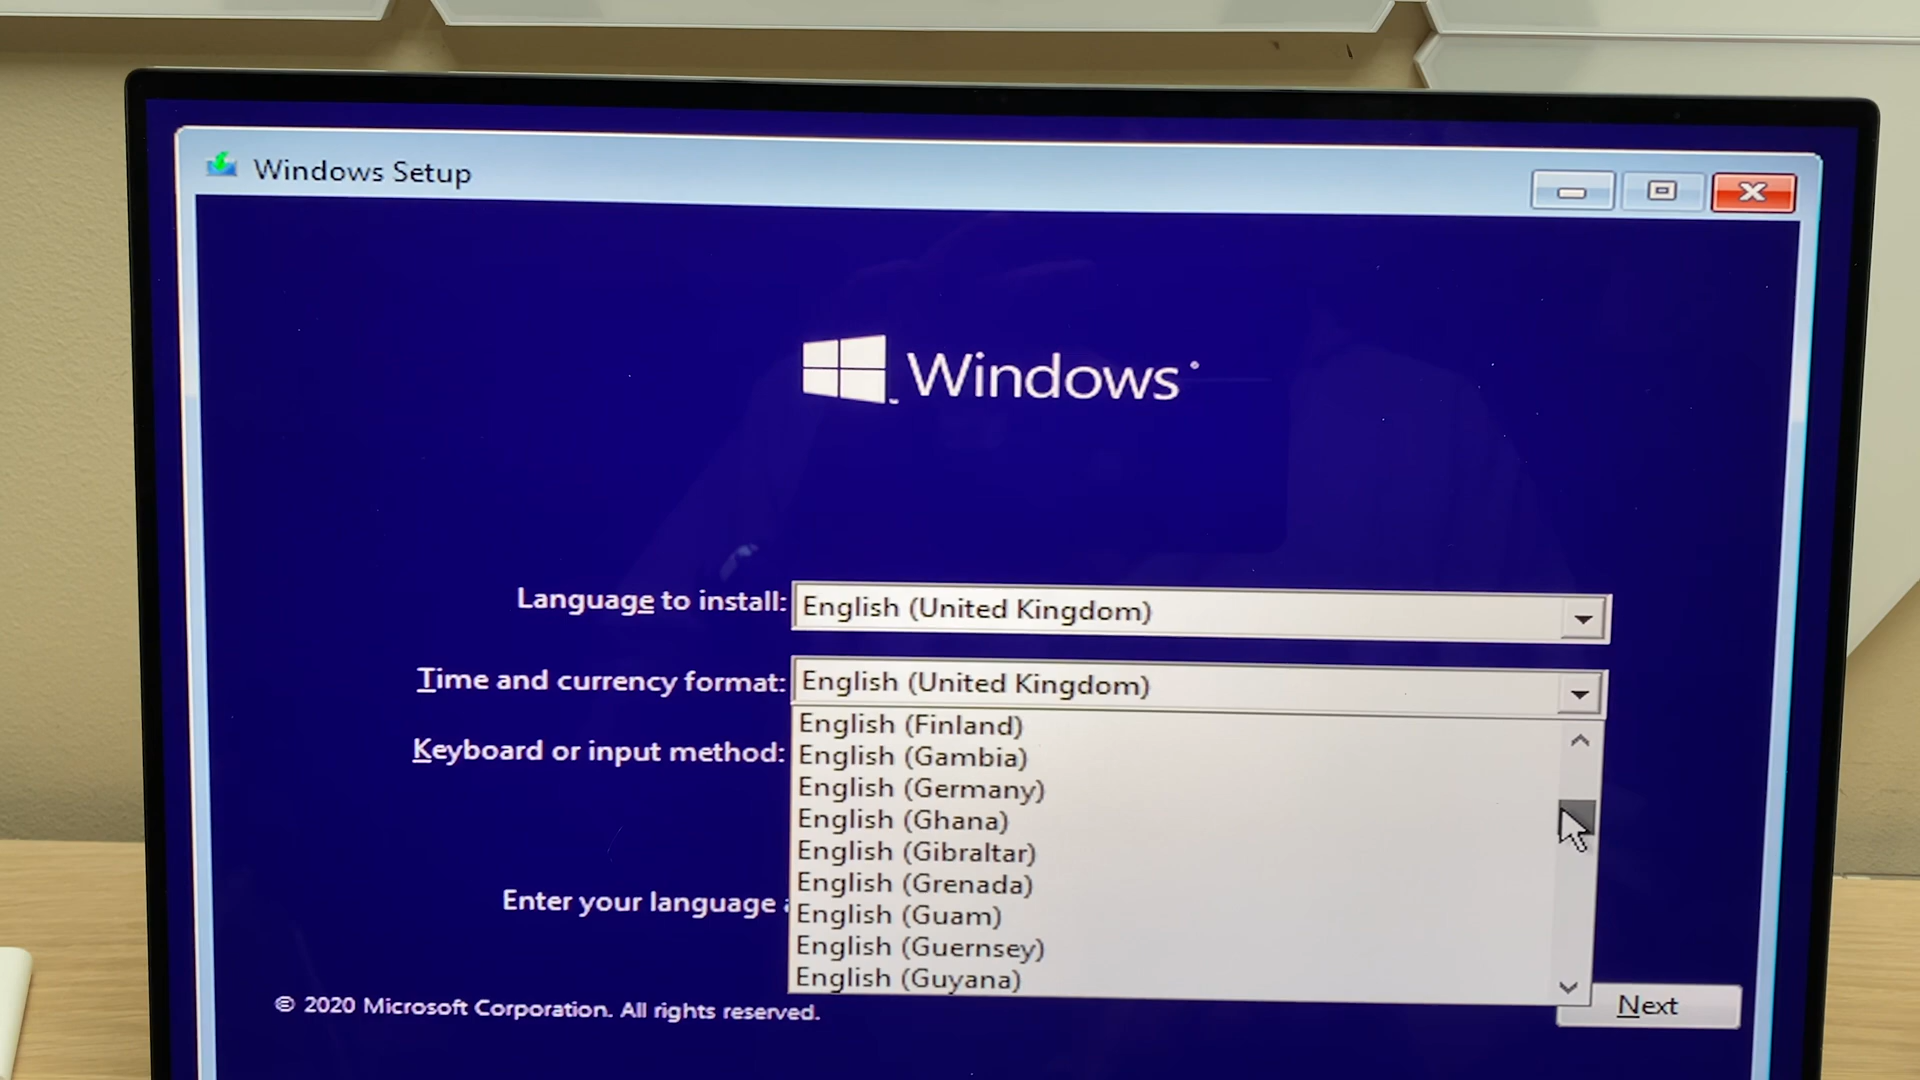 Windows Setup
Windows
Language to install: English (United Kingdom)
Time and currency format: English (United Kingdom)
English (Finland)
Keyboard or input method:
English (Gambia)
English (Germany)
English (Ghana)
English (Gibraltar)
English (Grenada)
Enter your language
English (Guam)
English (Guernsey)
English (Guyana)
© 2020 Microsoft Corporation. All rights reserved.
Next